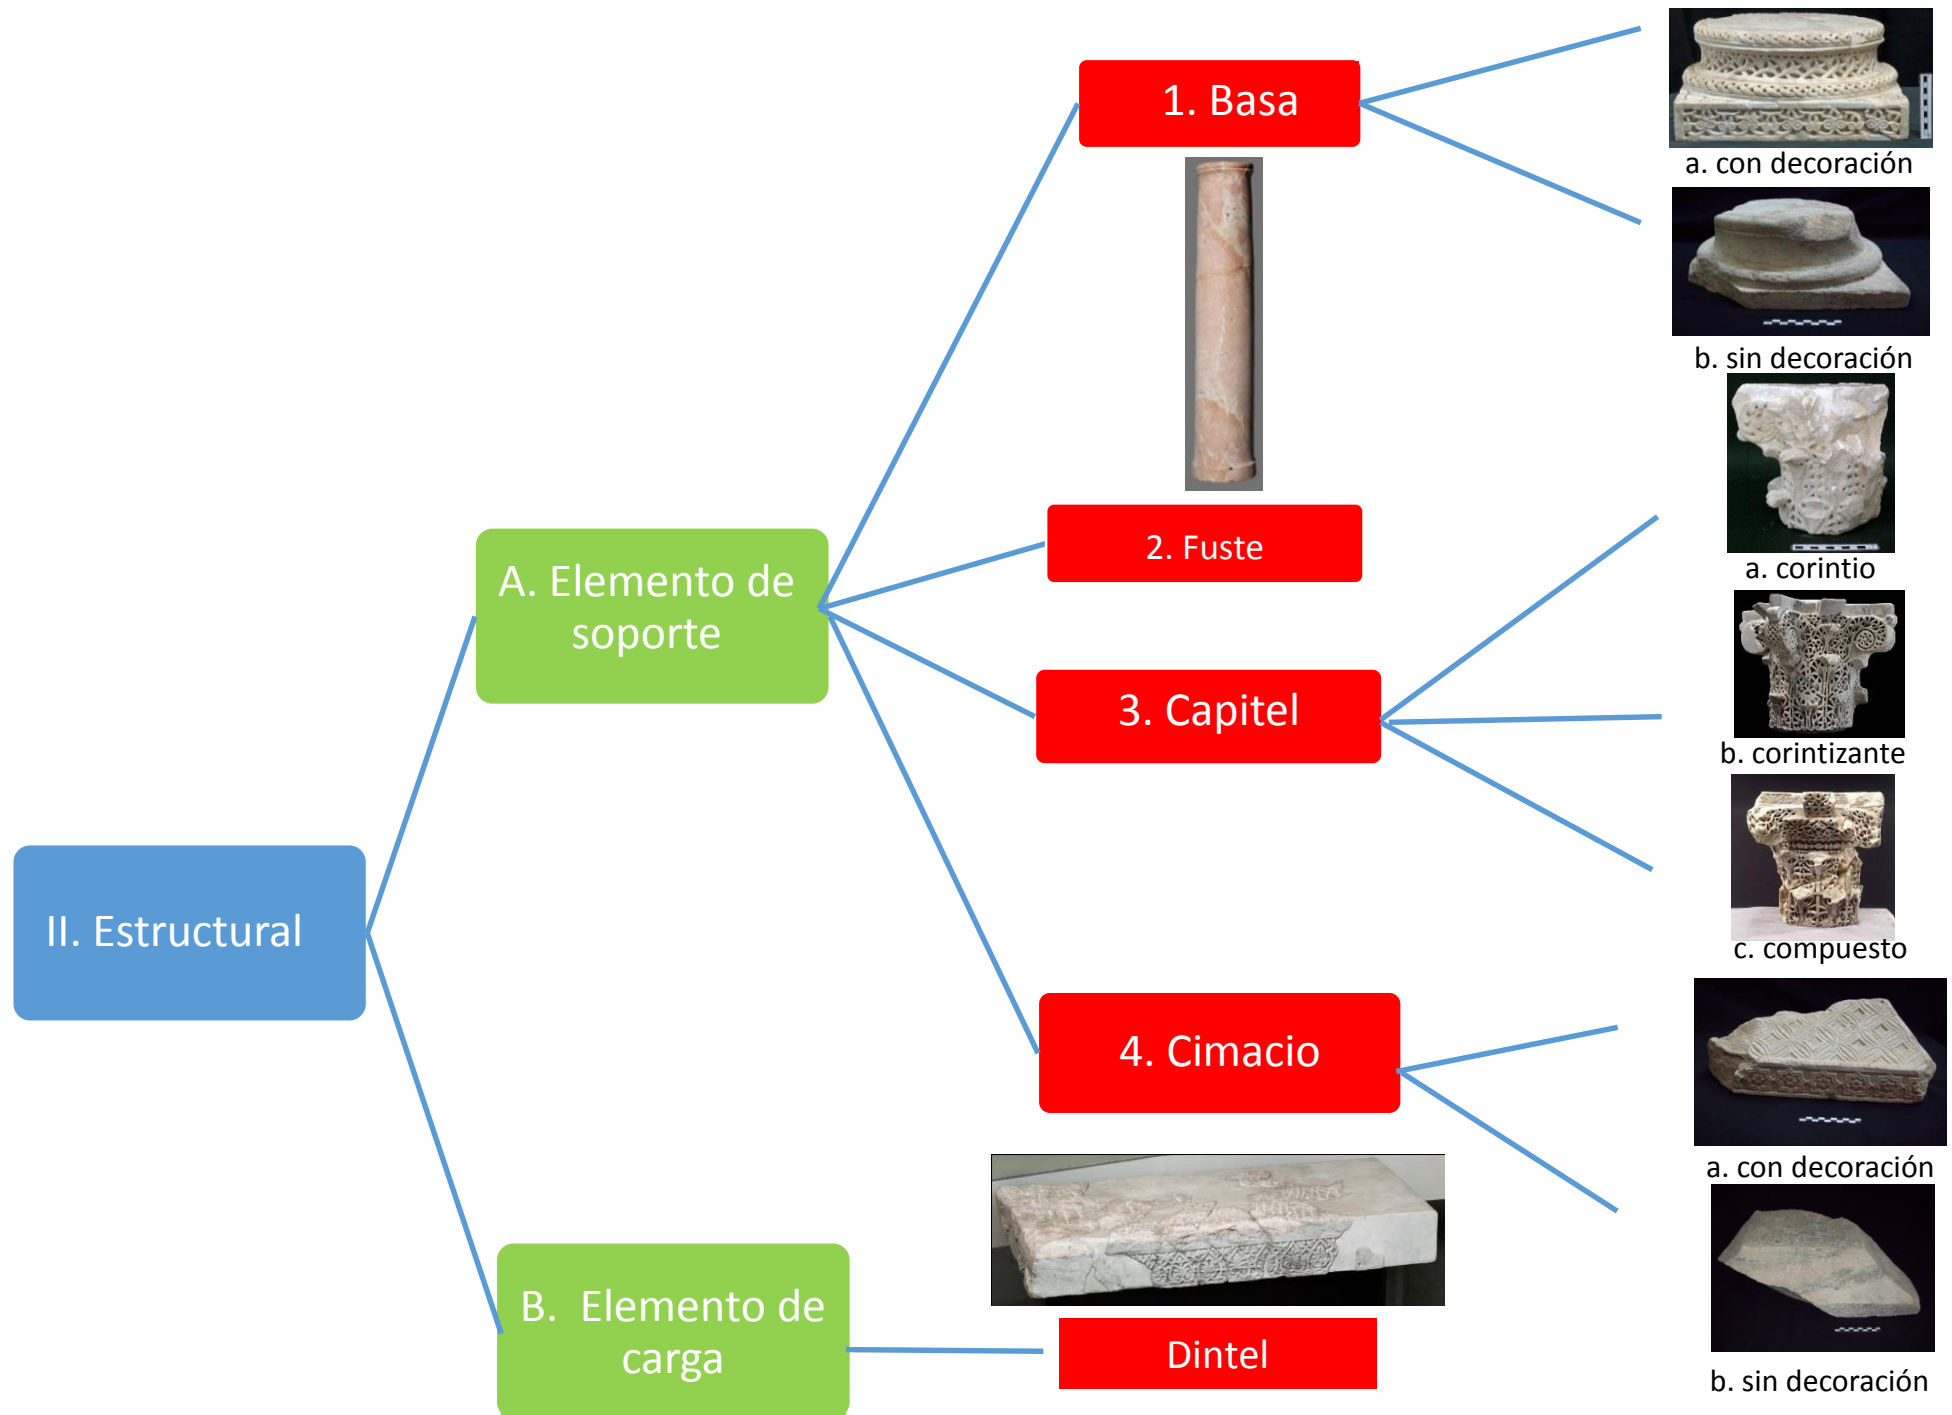 II. Estructural
A. Elemento de
soporte
1. Basa
a. con decoración
b. sin decoración
2. Fuste
3. Capitel
a. corintio
b. corintizante
c. compuesto
4. Cimacio
a. con decoración
b. sin decoración
B. Elemento de
carga
Dintel